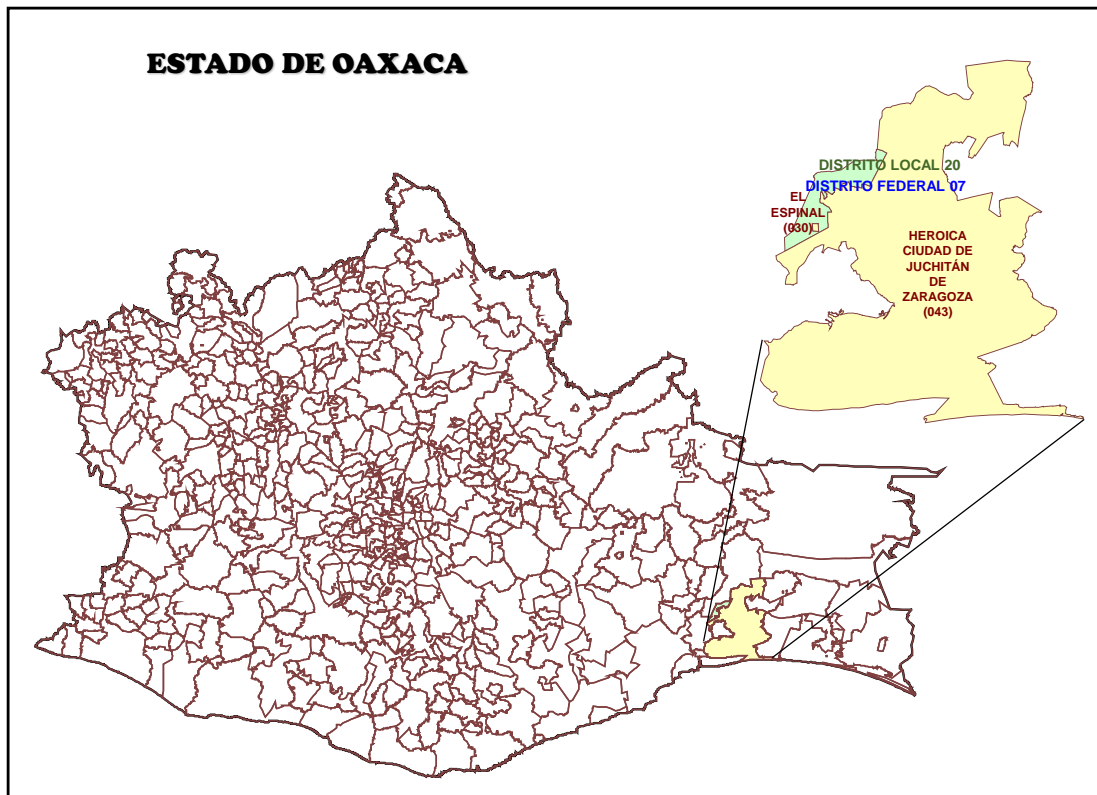 ESTADO DE OAXACA
DISTRITO LOCAL 20
DISTRITO FEDERAL 07
EL
ESPINAL
(030)
HEROICA
CIUDAD DE
JUCHITÁN
DE
ZARAGOZA
(043)